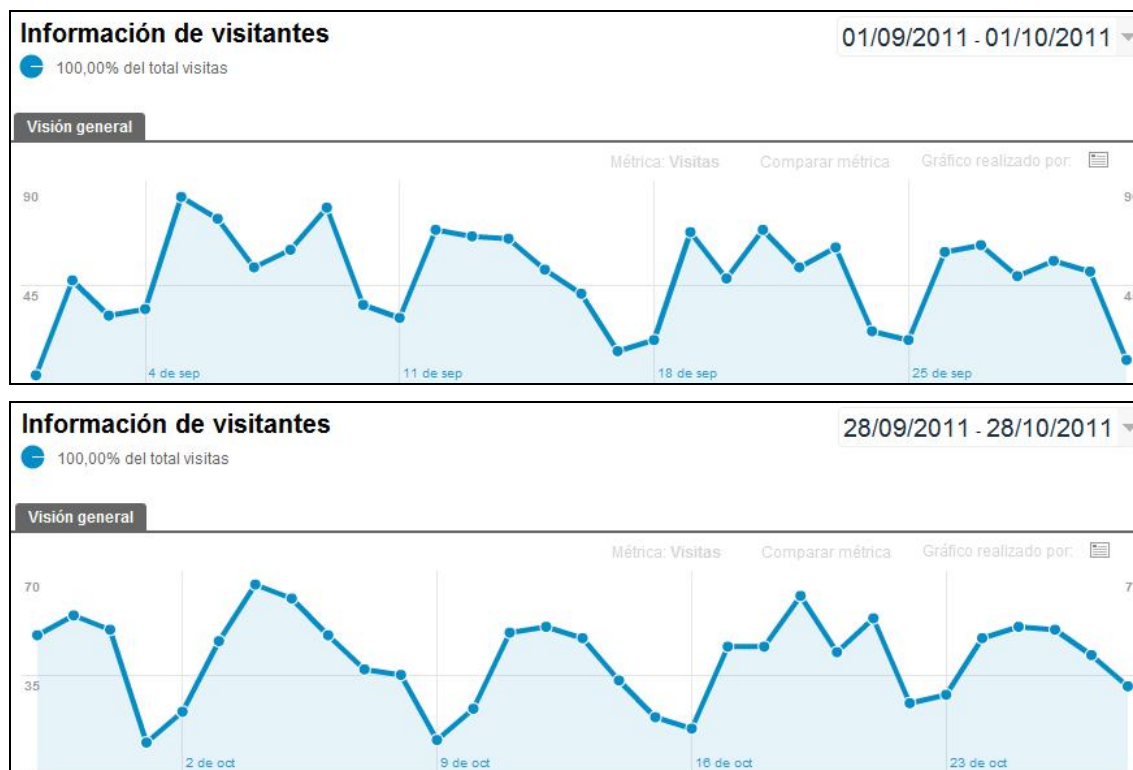 Información de visitantes
01/09/2011 - 01/10/2011
100,00% del total visitas
Visión general
Métrica: Visitas Comparar métrica Gráfico realizado por:
90 9
45 4
4 de sep 11 de sep 18 de sep 25 de sep
Información de visitantes
28/09/2011 - 28/10/2011
100,00% del total visitas
Visión general
Métrica: Visitas Comparar métrica Gráfico realizado por:
70 7
35
2 de oct 9 de oct 16 de oct 23 de oct